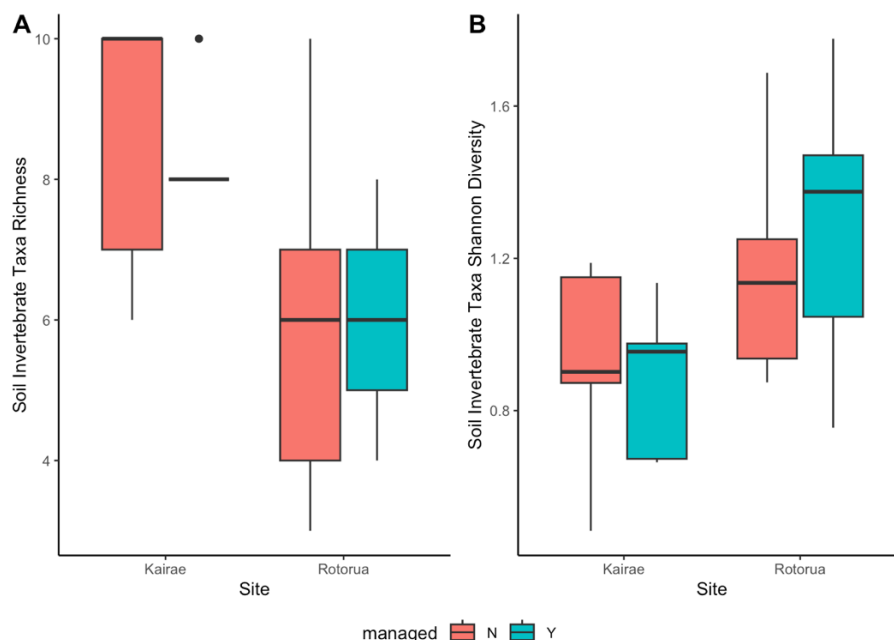 A
Soil Invertebrate Taxa Richness
10
8
6
4
Kairae
Rotorua
Site
B
Soil Invertebrate Taxa Shannon Diversity
1.6
1.2
0.8
Kairae
Rotorua
Site
managed N Y